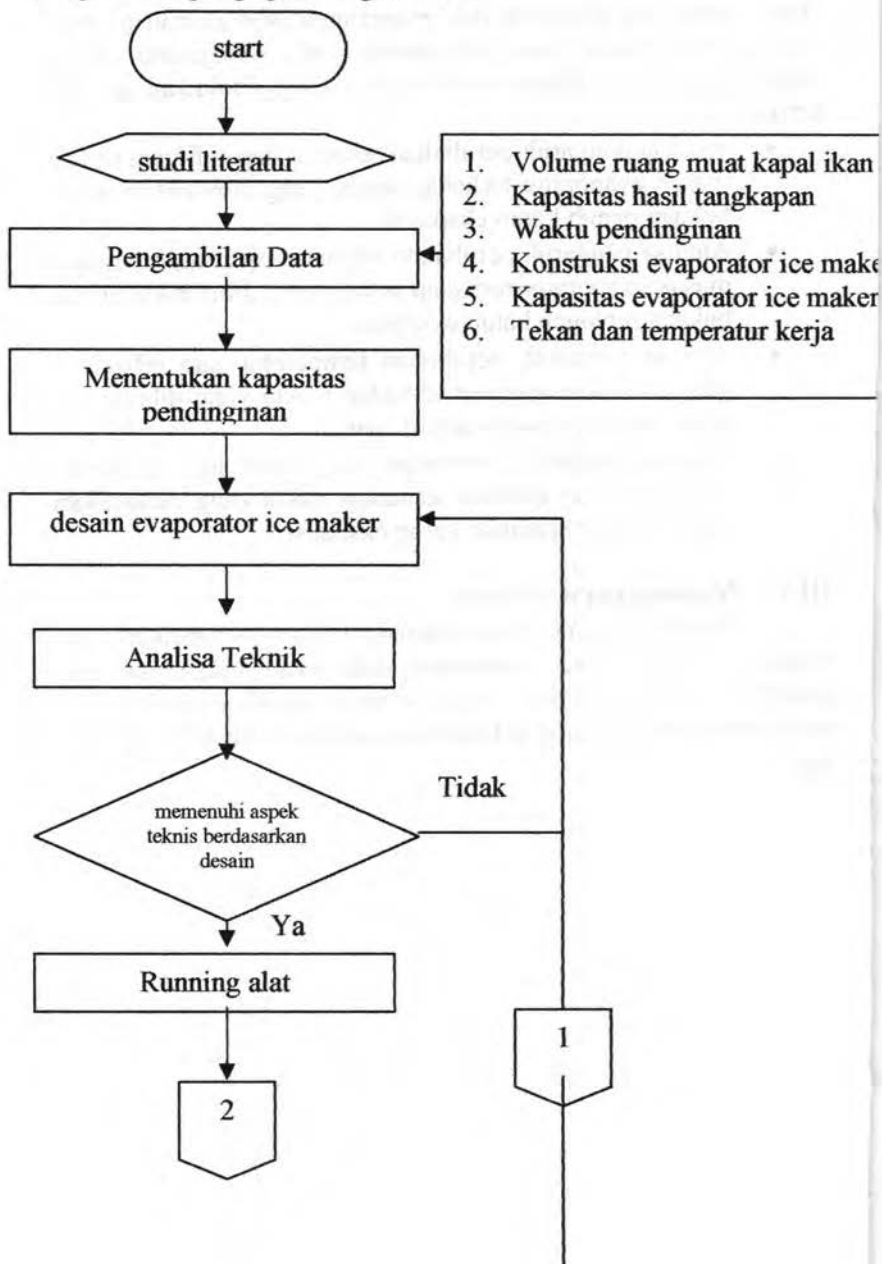 start
studi literatur
Pengambilan Data
1. Volume ruang muat kapal ikan
2. Kapasitas hasil tangkapan
3. Waktu pendinginan
4. Konstruksi evaporator ice make
5. Kapasitas evaporator ice maker
6. Tekan dan temperatur kerja
Menentukan kapasitas
pendinginan
desain evaporator ice maker
Analisa Teknik
memenuhi aspek
teknis berdasarkan
desain
Tidak
Ya
Running alat
1
2